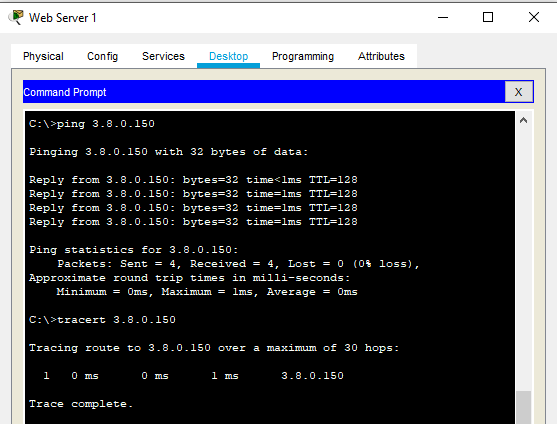 Web Server 1
Physical Config Services Desktop Programming Attributes
Command Prompt X
C:\>ping 3.8.0.150
Pinging 3.8.0.150 with 32 bytes of data:
Reply from 3.8.0.150: bytes=32 time<1ms TTL=128
Reply from 3.8.0.150: bytes=32 time=1ms TTL=128
Reply from 3.8.0.150: bytes=32 time=1ms TTL=128
Reply from 3.8.0.150: bytes=32 time=1ms TTL=128
Ping statistics for 3.8.0.150:
Packets: Sent = 4, Received = 4, Lost = 0 (0% loss),
Approximate round trip times in milli-seconds:
Minimum = 0ms, Maximum = 1ms, Average = 0ms
C:\>tracert 3.8.0.150
Tracing route to 3.8.0.150 over a maximum of 30 hops:
1 0 ms 0 ms 1 ms 3.8.0.150
Trace complete.